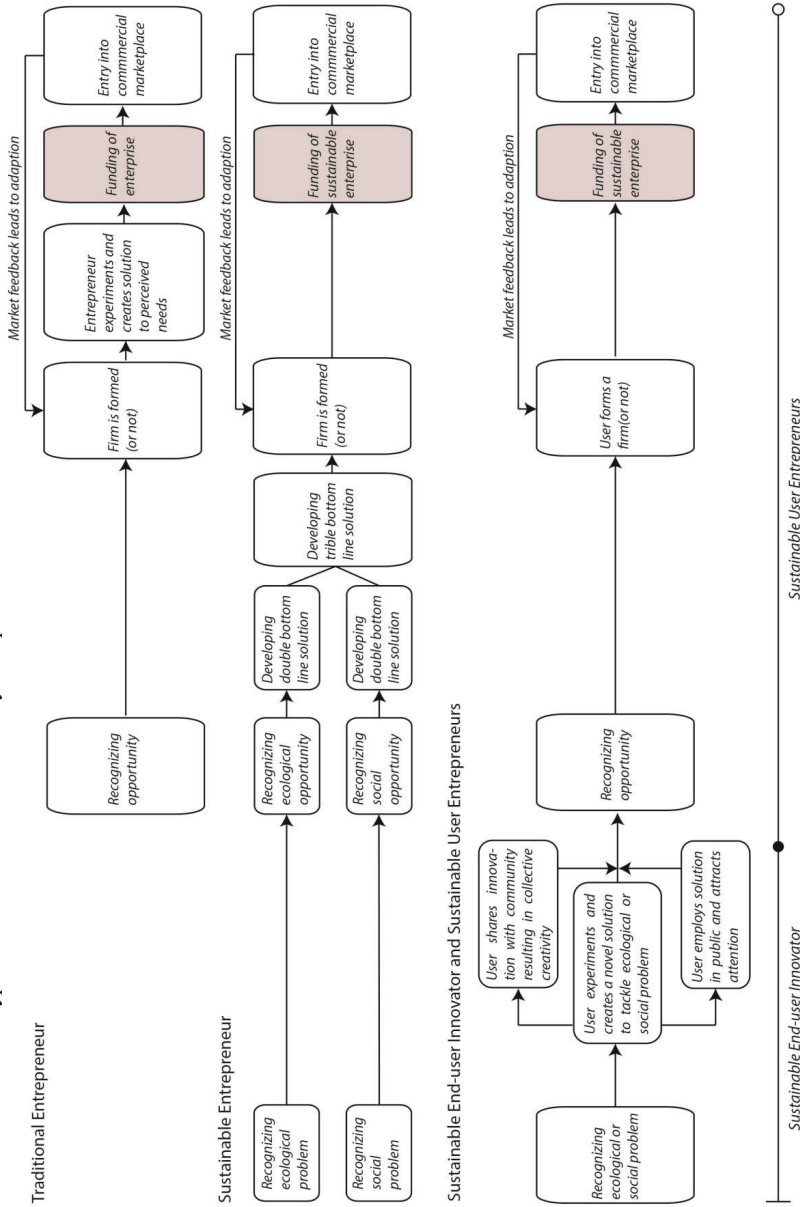 Traditional Entrepreneur
Recognizing
opportunity
Firm is formed
(or not)
Entrepreneur
experiments and
creates solution
to perceived
needs
Funding of
enterprise
Entry into
commmercial
marketplace
Market feedback leads to adaption
Sustainable Entrepreneur
Recognizing
ecological
problem
Recognizing
social
problem
Recognizing
ecological
opportunity
Recognizing
social
opportunity
Developing
double bottom
line solution
Developing
double bottom
line solution
Developing
trible bottom
line solution
Firm is formed
(or not)
Funding of
sustainable
enterprise
Entry into
commmercial
marketplace
Market feedback leads to adaption
Sustainable End-user Innovator and Sustainable User Entrepreneurs
Recognizing
ecological or
social problem
User shares innova-
tion with community
resulting in collective
creativity
User experiments and
creates a novel solution
to tackle ecological or
social problem
User employs solution
in public and attracts
attention
Recognizing
opportunity
User forms a
firm(or not)
Funding of
sustainable
enterprise
Entry into
commmercial
marketplace
Market feedback leads to adaption
Sustainable End-user Innovator
Sustainable User Entrepreneurs